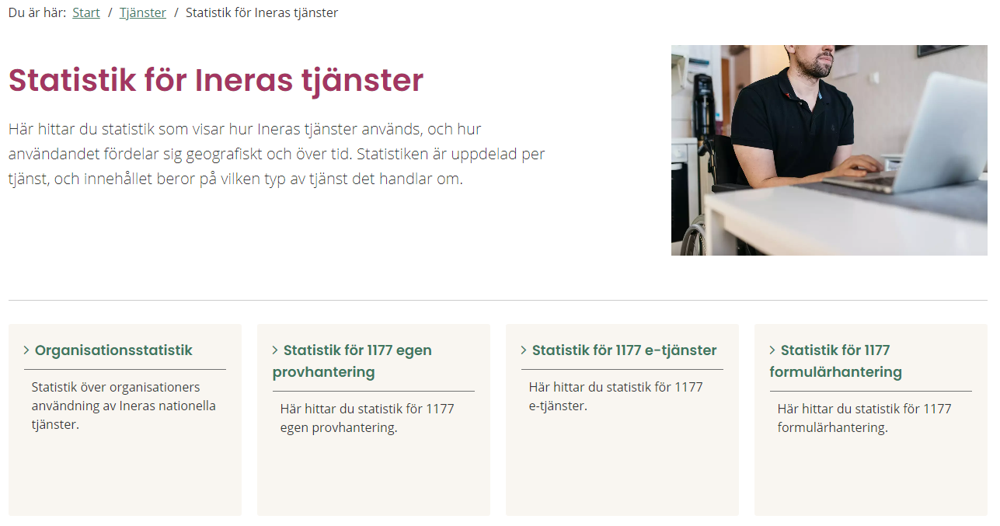 Du är här: Start / Tjänster / Statistik för Ineras tjänster
Statistik för Ineras tjänster
Här hittar du statistik som visar hur Ineras tjänster används, och hur
användandet fördelar sig geografiskt och över tid. Statistiken är uppdelad per
tjänst, och innehållet beror på vilken typ av tjänst det handlar om.
Organisationsstatistik
Statistik över organisationers
användning av Ineras nationella
tjänster.
Statistik för 1177 egen
provhantering
Här hittar du statistik för 1177
egen provhantering.
Statistik för 1177 e-tjänster
Här hittar du statistik för 1177
e-tjänster.
Statistik för 1177
formulärhantering
Här hittar du statistik för 1177
formulärhantering.